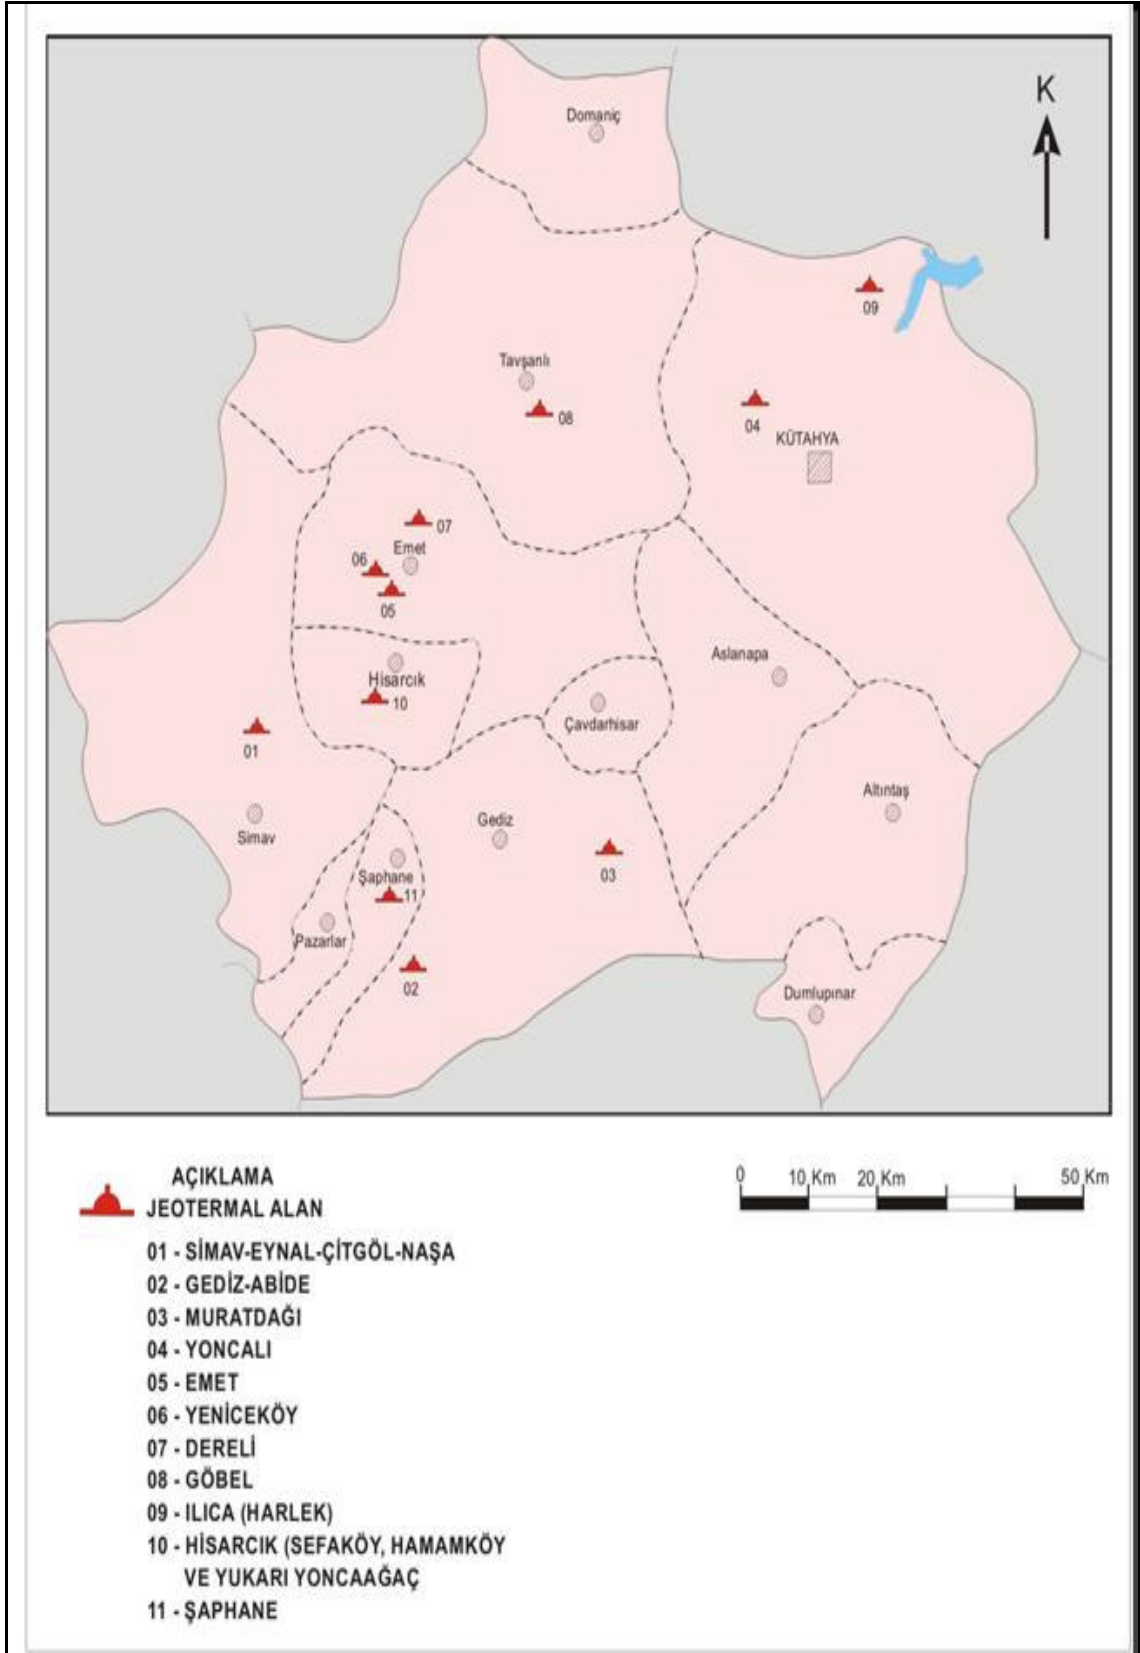 K
Domaniç
09
Tavşanlı
08
04
KÜTAHYA
07
Emet
06
05
Aslanapa
Hisarcık
10
Çavdarhisar
01
Altıntaş
Gediz
Simav
03
Şaphane
11
Pazarlar
02
Dumlupınar
0 10 Km 20 Km 50 Km
AÇIKLAMA
JEOTERMAL ALAN
01 - SİMAV-EYNAL-ÇİTGÖL-NAŞA
02 - GEDİZ-ABİDE
03 - MURATDAĞI
04 - YONCALI
05 - EMET
06 - YENİCEKÖY
07 - DERELİ
08 - GÖBEL
09 - ILICA (HARLEK)
10 - HİSARCIK (SEFAKÖY, HAMAMKÖY
VE YUKARI YONCAAĞAÇ
11 - ŞAPHANE